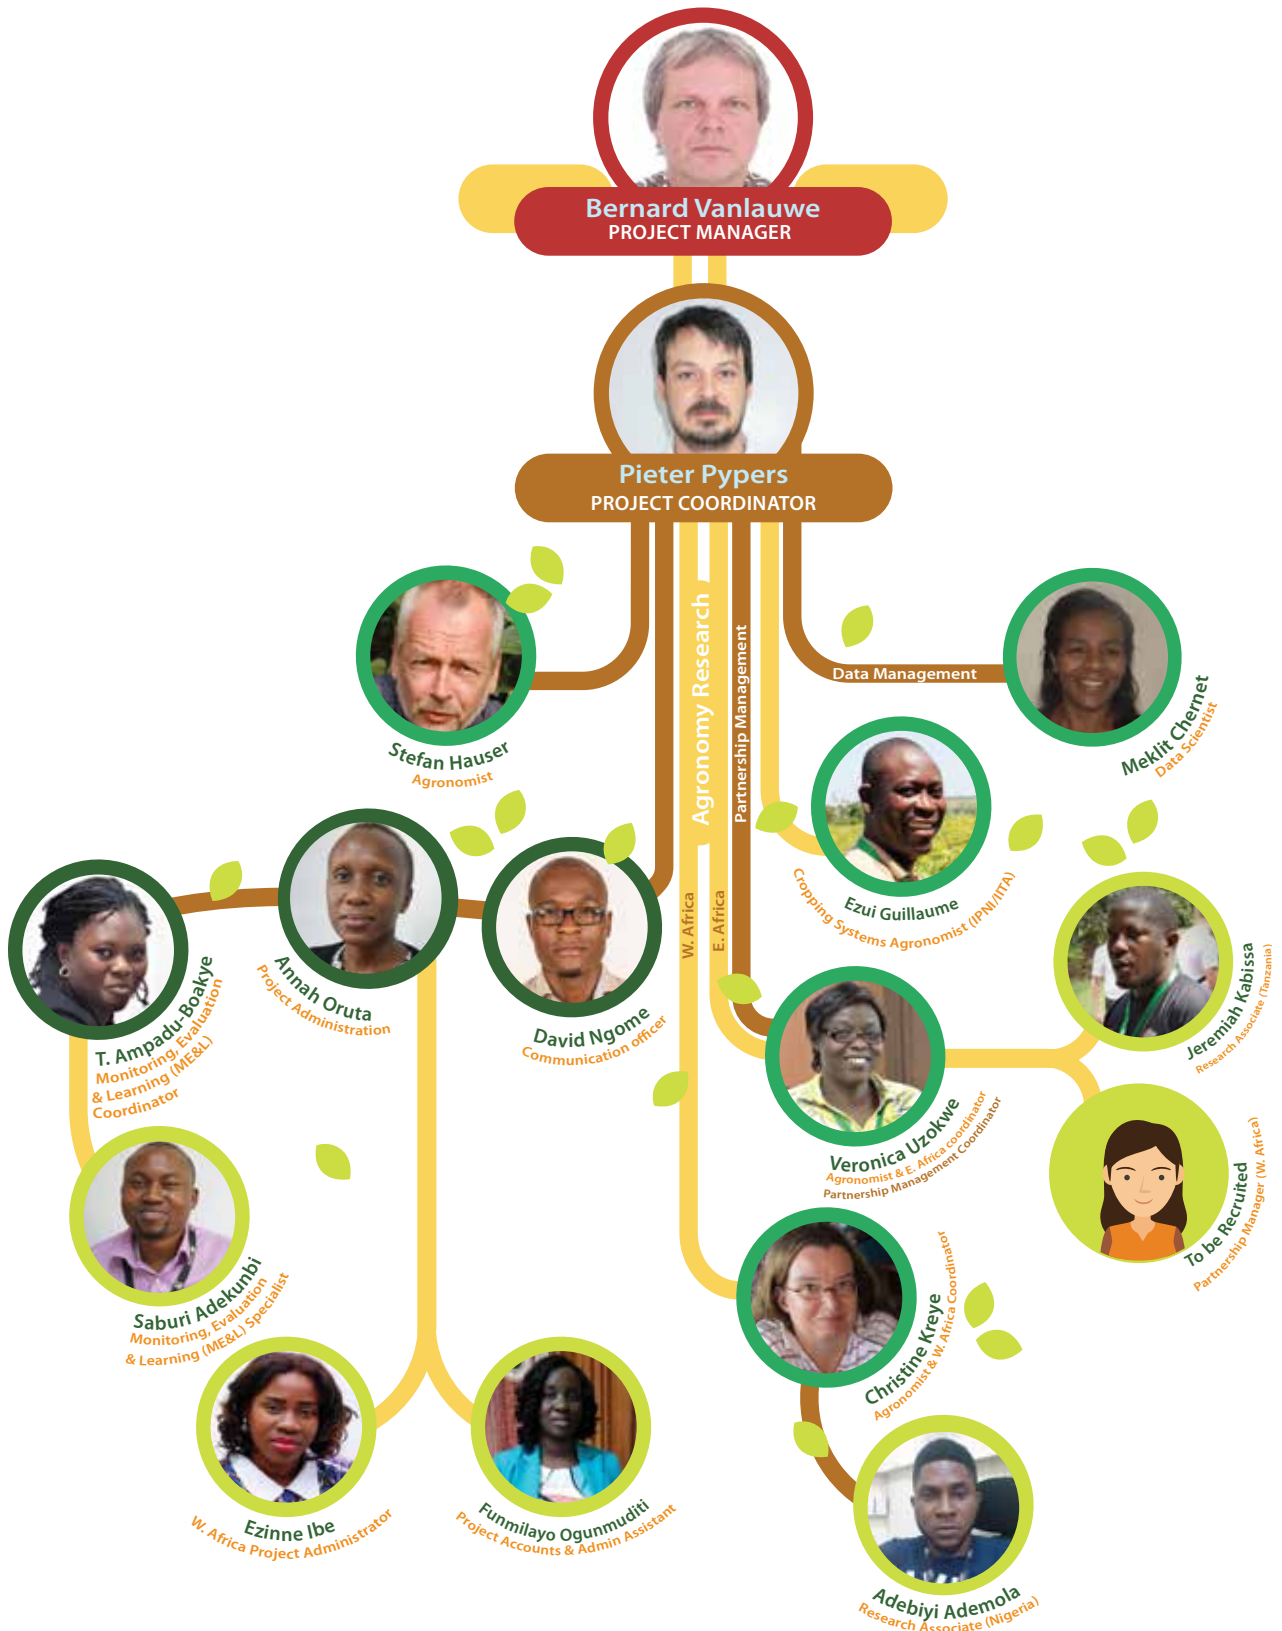 Bernard Vanlauwe
PROJECT MANAGER
Pieter Pypers
PROJECT COORDINATOR
Stefan Hauser
Agronomist
Agronomy Research
Partnership Management
Data Management
Meklit Chernet
Data Scientist
Ezui Guillaume
Cropping Systems Agronomist (IPNI/IITA)
W. Africa
E. Africa
T. Ampadu-Boakye
Monitoring, Evaluation
& Learning (ME&L)
Coordinator
Annah Oruta
Project Administration
David Ngome
Communication officer
Jeremiah Kabissa
Research Associate (Tanzania)
Veronica Uzokwe
Agronomist & E. Africa coordinator
Partnership Management Coordinator
To be Recruited
Partnership Manager (W. Africa)
Saburi Adekunbi
Monitoring, Evaluation
& Learning (ME&L) Specialist
Christine Kreye
Agronomist & W. Africa Coordinator
Ezinne Ibe
W. Africa Project Administrator
Funmilayo Ogunmuditi
Project Accounts & Admin Assistant
Adebiyi Ademola
Research Associate (Nigeria)